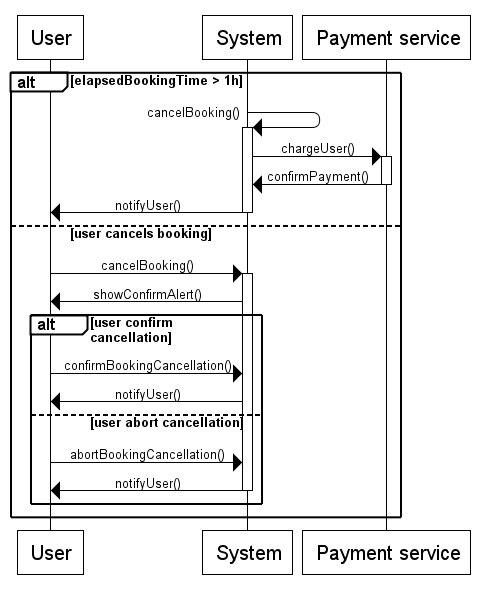 User
System
Payment service
alt
[elapsedBookingTime > 1h]
cancelBooking()
chargeUser()
confirmPayment()
notifyUser()
[user cancels booking]
cancelBooking()
showConfirmAlert()
alt
[user confirm
cancellation]
confirmBookingCancellation()
notifyUser()
[user abort cancellation]
abortBookingCancellation()
notifyUser()
User
System
Payment service